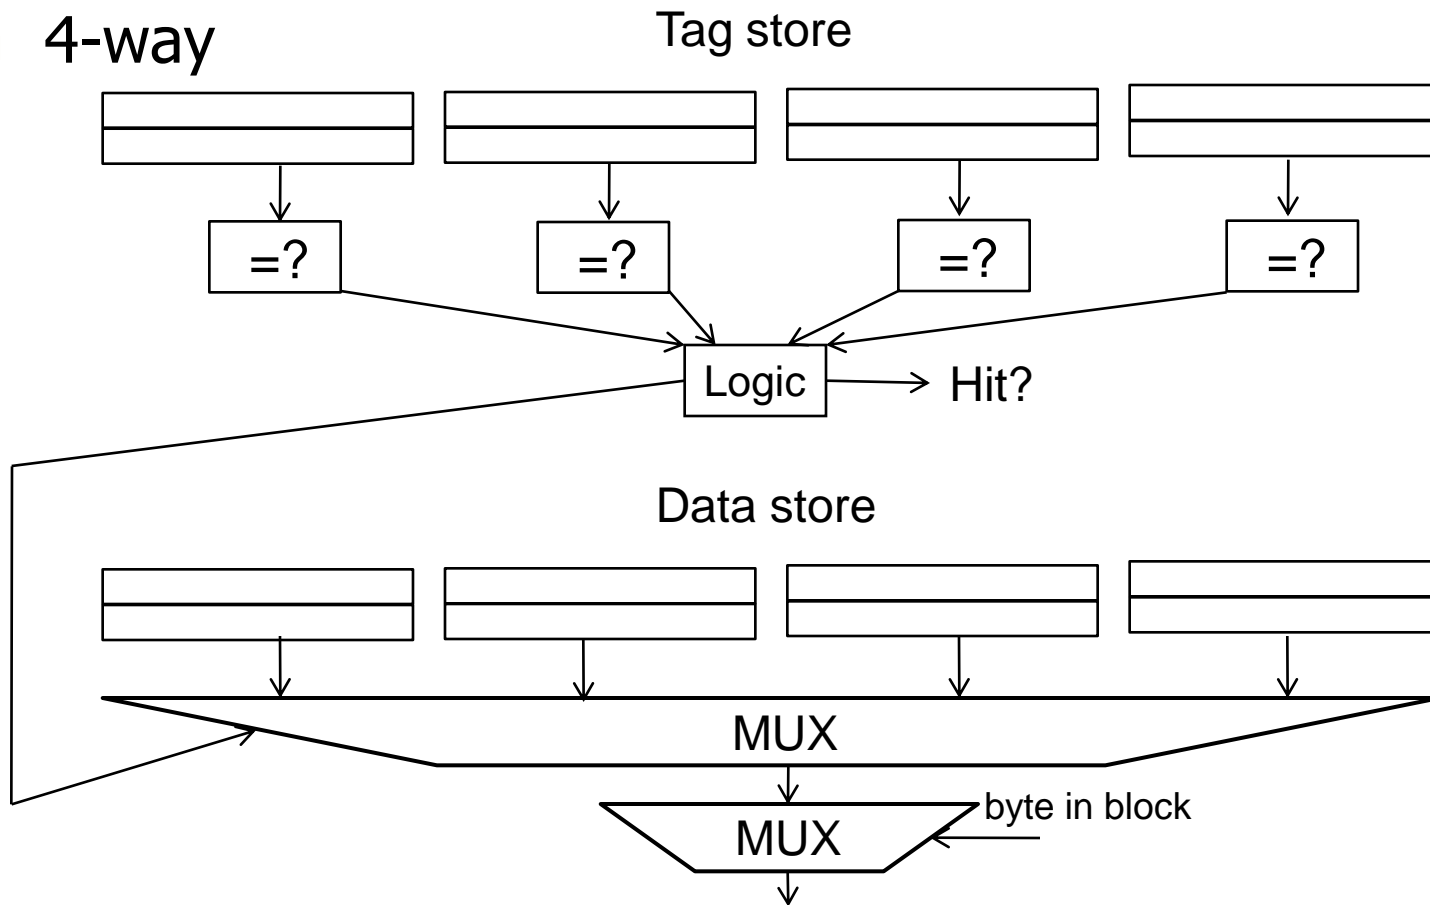 4-way
Tag store
=?
=?
=?
=?
Logic
Hit?
Data store
MUX
byte in block
MUX